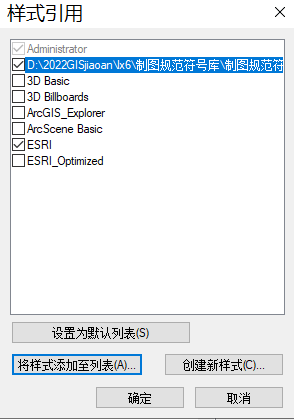 样式引用
Administrator
D:\2022GISjiaoan\lx6\制图规范符号库\制图规范符
3D Basic
3D Billboards
ArcGIS_Explorer
ArcScene Basic
ESRI
ESRI_Optimized
设置为默认列表(S)
将样式添加至列表(A)...
创建新样式(C)...
确定
取消